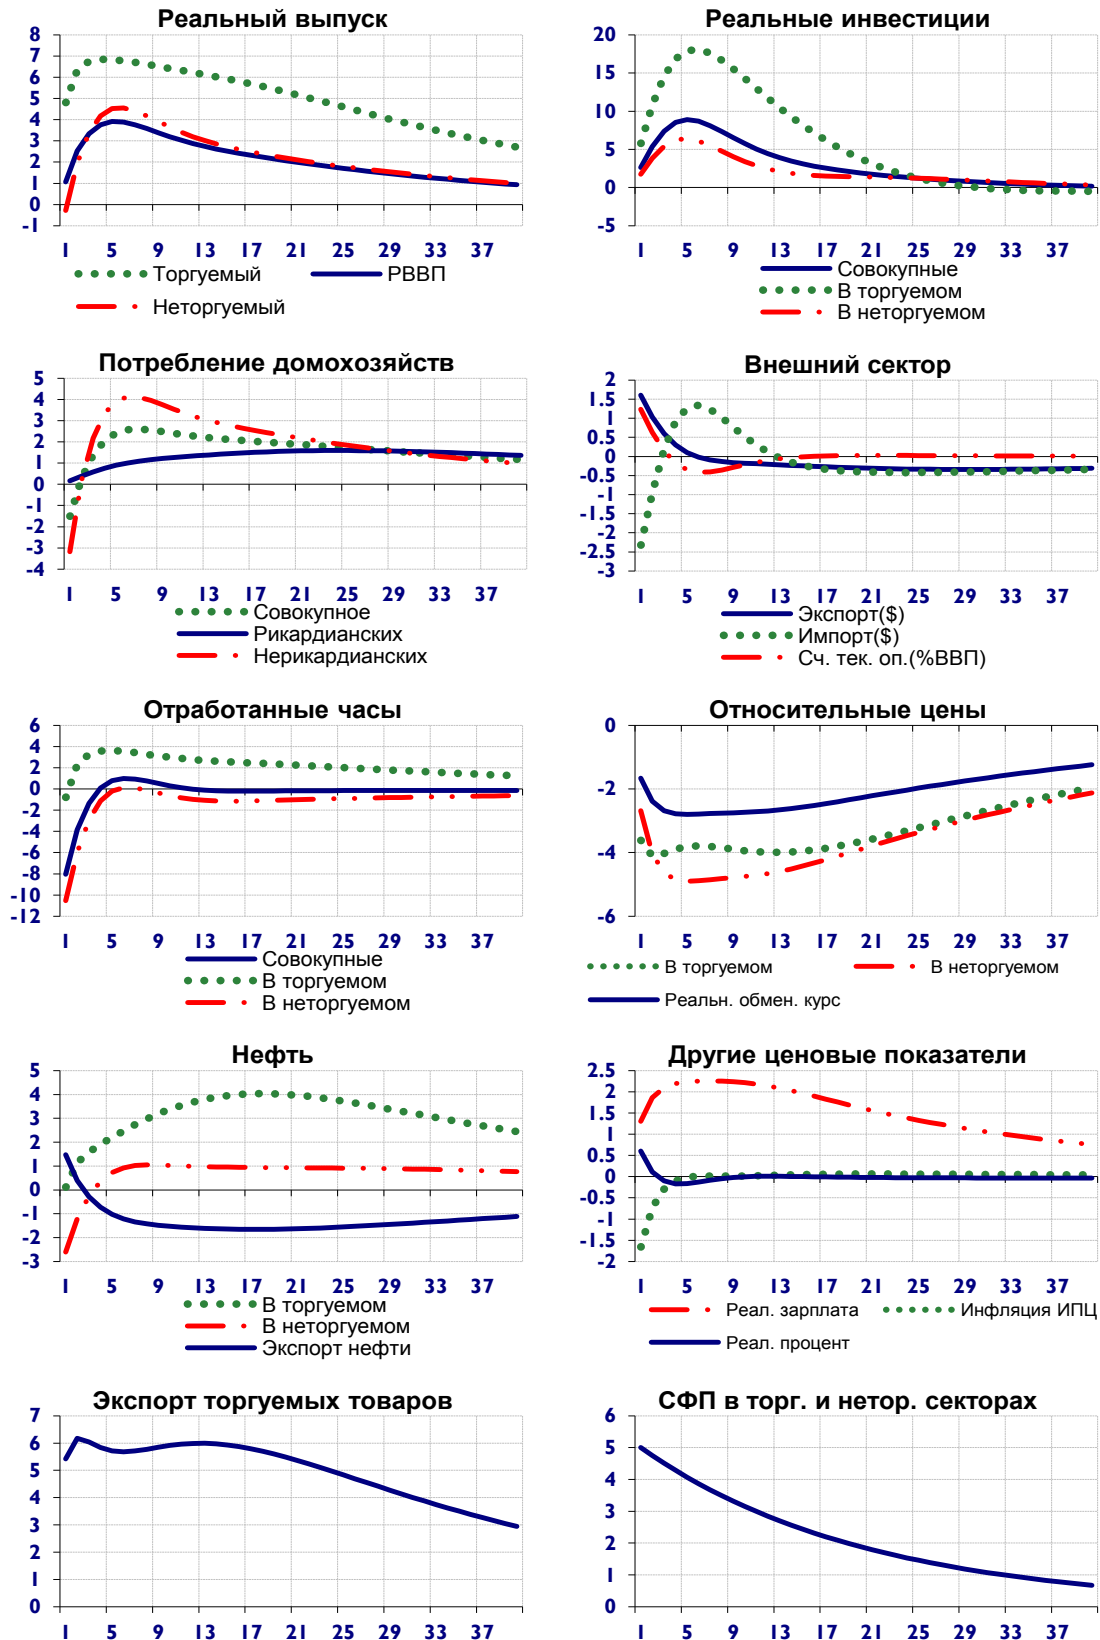 Реальный выпуск
8
7
6
5
4
3
2
1
0
-1
1 5 9 13 17 21 25 29 33 37
Торгуемый РВВП
Неторгуемый
Реальные инвестиции
20
15
10
5
0
-5
1 5 9 13 17 21 25 29 33 37
Совокупные
В торгуемом
В неторгуемом
Потребление домохозяйств
5
4
3
2
1
0
-1
-2
-3
-4
1 5 9 13 17 21 25 29 33 37
Совокупное
Рикардианских
Нерикардианских
Внешний сектор
2
1.5
1
0.5
0
-0.5
-1
-1.5
-2
-2.5
-3
1 5 9 13 17 21 25 29 33 37
Экспорт($)
Импорт($)
Сч. тек. оп.(%ВВП)
Отработанные часы
6
4
2
0
-2
-4
-6
-8
-10
-12
1 5 9 13 17 21 25 29 33 37
Совокупные
В торгуемом
В неторгуемом
Относительные цены
0
-2
-4
-6
1 5 9 13 17 21 25 29 33 37
В торгуемом В неторгуемом
Реальн. обмен. курс
Нефть
5
4
3
2
1
0
-1
-2
-3
1 5 9 13 17 21 25 29 33 37
В торгуемом
В неторгуемом
Экспорт нефти
Другие ценовые показатели
2.5
2
1.5
1
0.5
0
-0.5
-1
-1.5
-2
1 5 9 13 17 21 25 29 33 37
Реал. зарплата Инфляция ИПЦ
Реал. процент
Экспорт торгуемых товаров
7
6
5
4
3
2
1
0
1 5 9 13 17 21 25 29 33 37
СФП в торг. и нетор. секторах
6
5
4
3
2
1
0
1 5 9 13 17 21 25 29 33 37